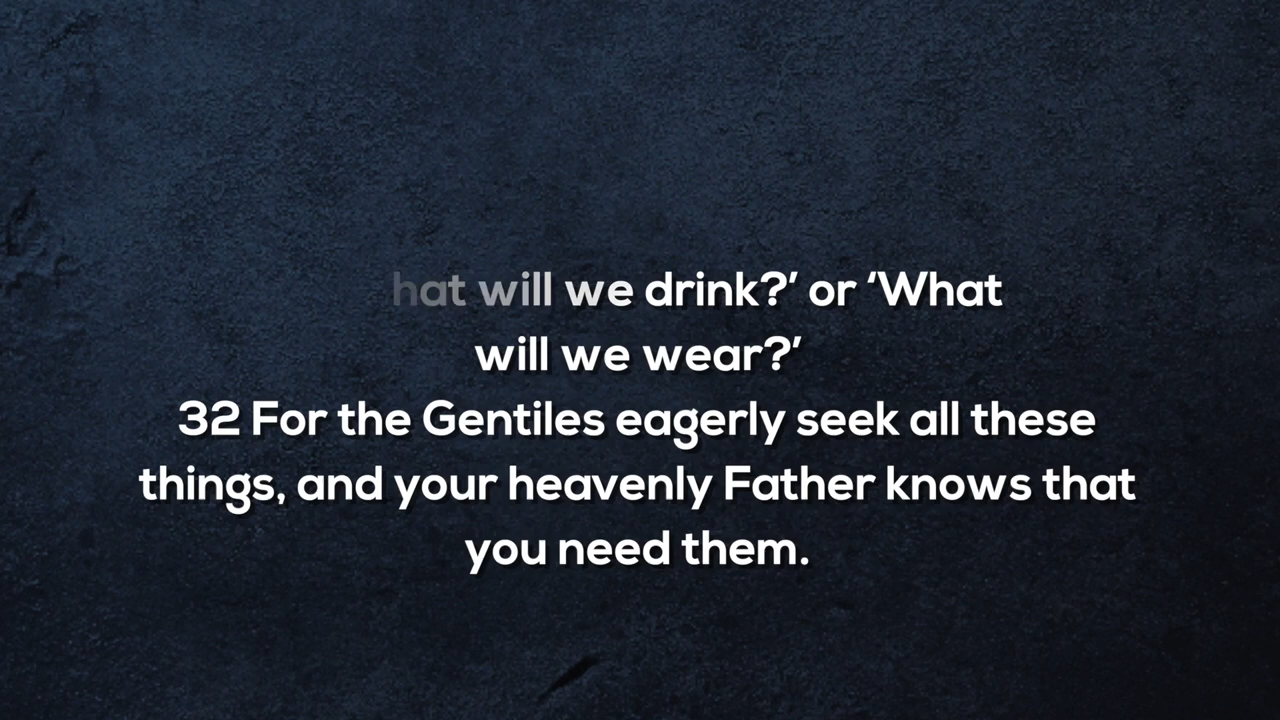 hat will we drink?’ or ‘What
will we wear?’
32 For the Gentiles eagerly seek all these
things, and your heavenly Father knows that
you need them.